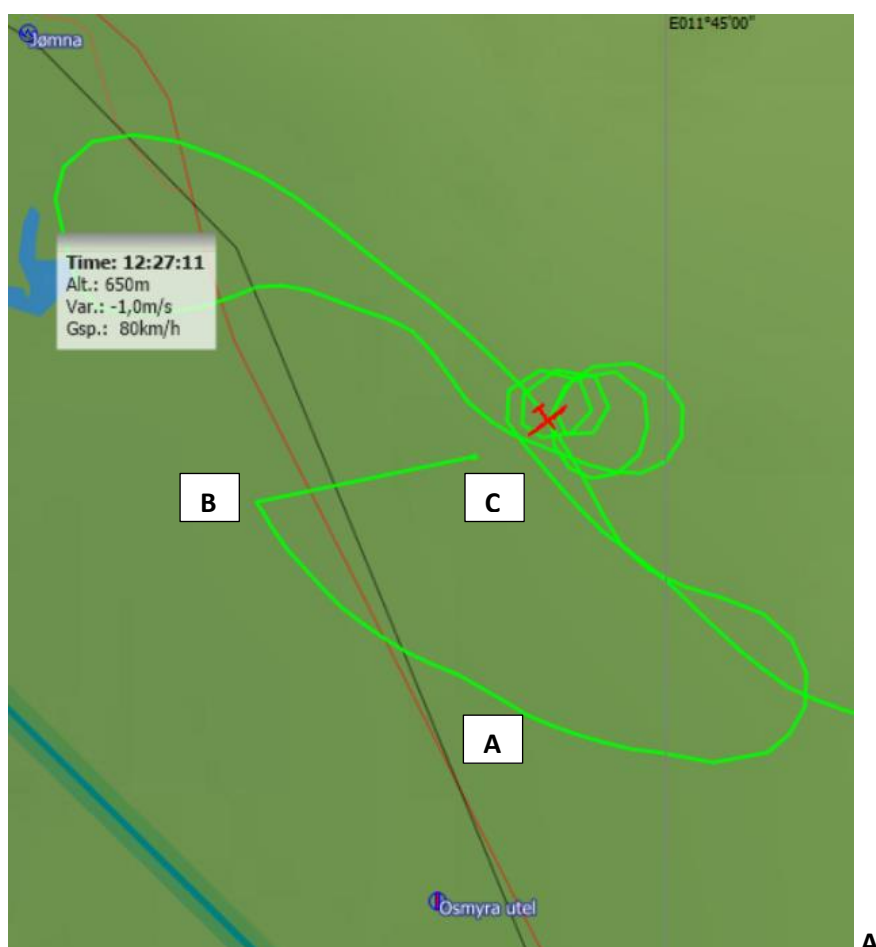 E011°45'00"
Jømna
Time: 12:27:11
Alt.: 650m
Var.: -1,0m/s
Gsp.: 80km/h
B
C
A
Osmyra utel
A